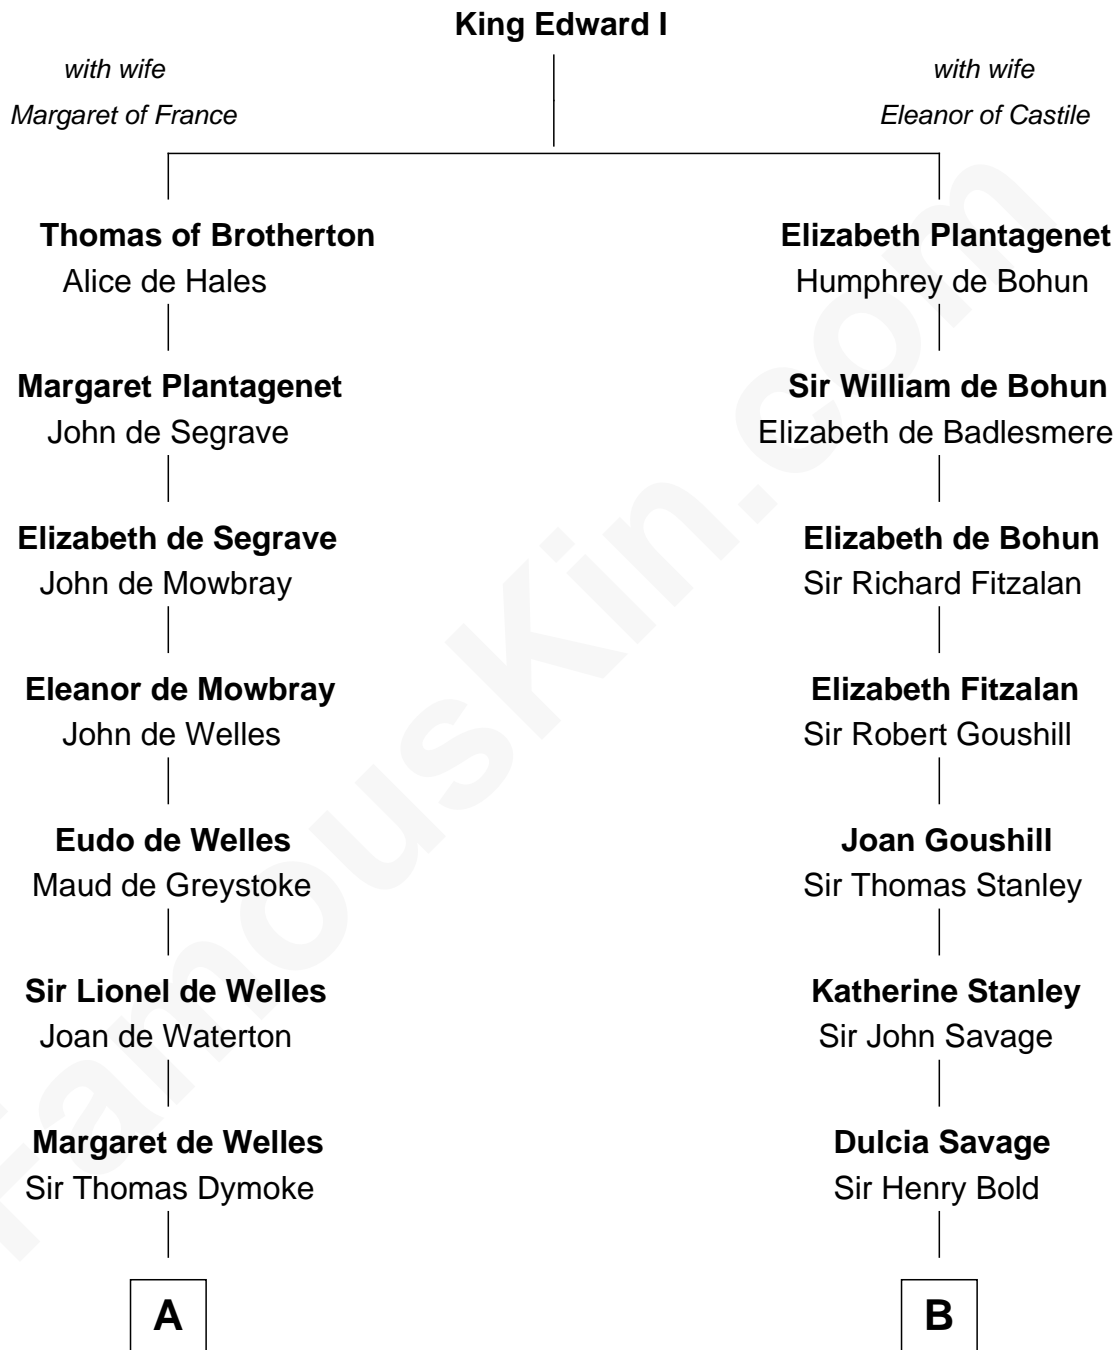 King Edward I
with wife
Margaret of France
with wife
Eleanor of Castile
Thomas of Brotherton
Alice de Hales
Elizabeth Plantagenet
Humphrey de Bohun
Margaret Plantagenet
John de Segrave
Sir William de Bohun
Elizabeth de Badlesmere
Elizabeth de Segrave
John de Mowbray
Elizabeth de Bohun
Sir Richard Fitzalan
Eleanor de Mowbray
John de Welles
Elizabeth Fitzalan
Sir Robert Goushill
Eudo de Welles
Maud de Greystoke
Joan Goushill
Sir Thomas Stanley
Sir Lionel de Welles
Joan de Waterton
Katherine Stanley
Sir John Savage
Margaret de Welles
Sir Thomas Dymoke
Dulcia Savage
Sir Henry Bold
A
B
FamousKin.com